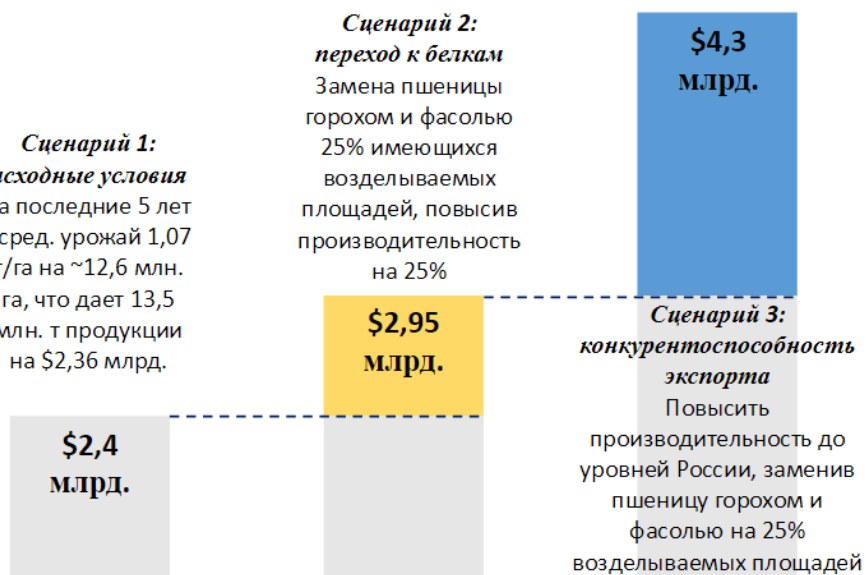 Сценарий 1:
исходные условия
а последние 5 лет
сред. урожай 1,07
т/га на ~12,6 млн.
га, что дает 13,5
млн. т продукции
на $2,36 млрд.
$2,4
млрд.
Сценарий 2:
переход к белкам
Замена пшеницы
горохом и фасолью
25% имеющихся
возделываемых
площадей, повысив
производительность
на 25%
$2,95
млрд.
$4,3
млрд.
Сценарий 3:
конкурентоспособность
экспорта
Повысить
производительность до
уровней России, заменив
пшеницу горохом и
фасолью на 25%
возделываемых площадей